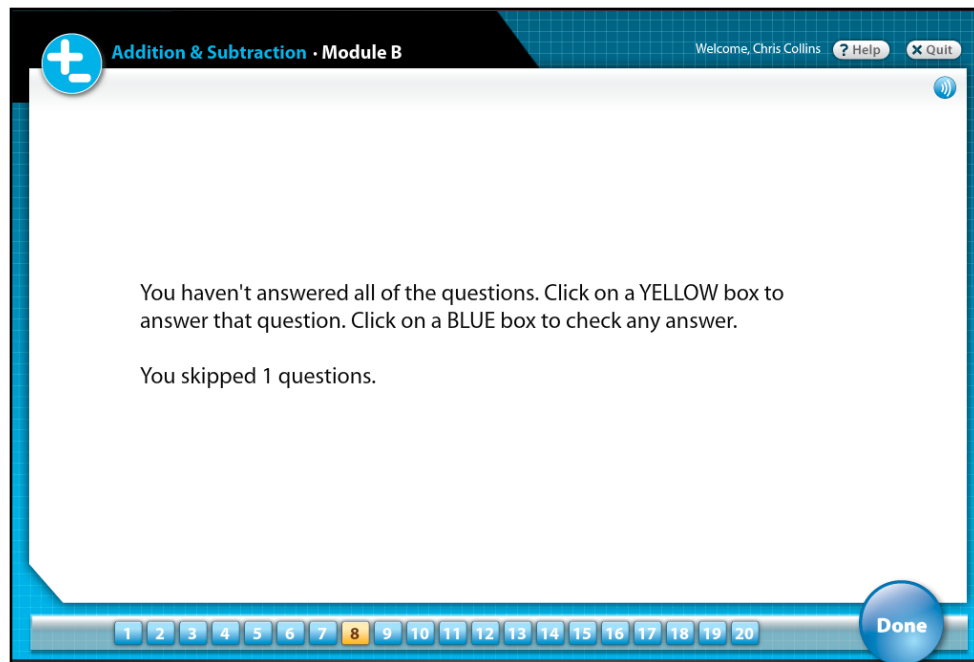 Addition & Subtraction · Module B
Welcome, Chris Collins
? Help
X Quit
You haven't answered all of the questions. Click on a YELLOW box to
answer that question. Click on a BLUE box to check any answer.
You skipped 1 questions.
1 2 3 4 5 6 7 8 9 10 11 12 13 14 15 16 17 18 19 20
Done